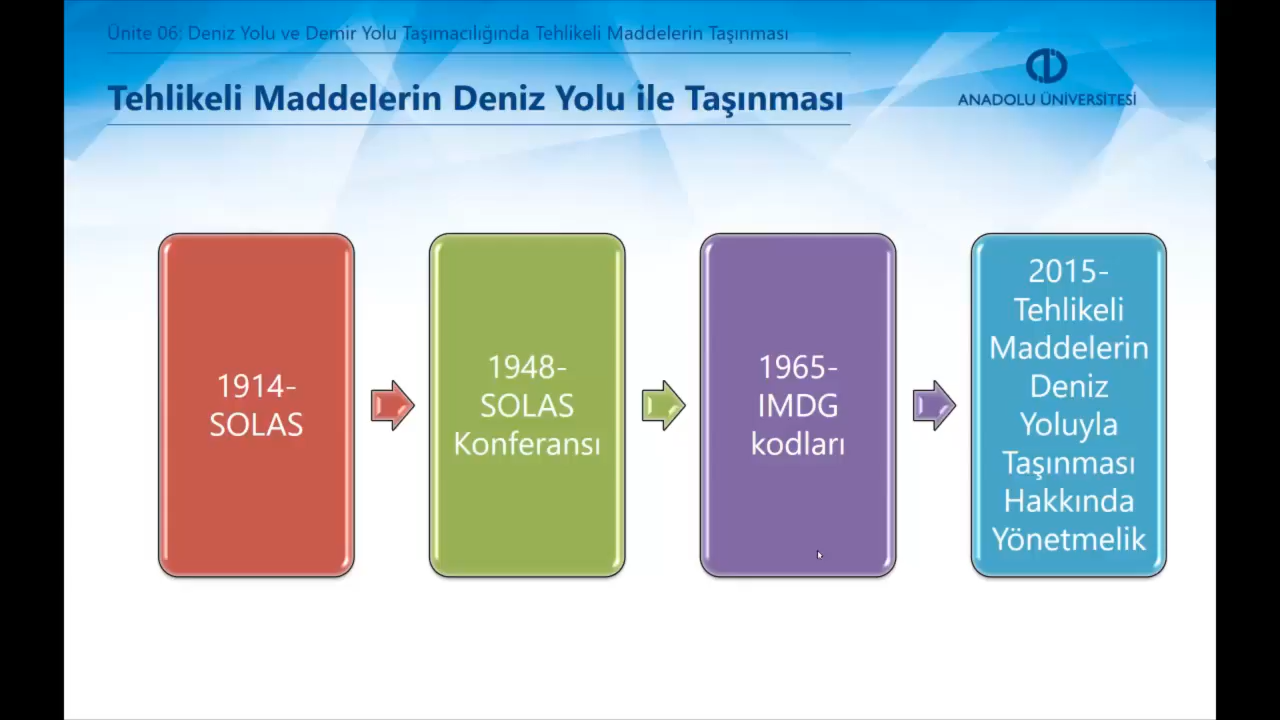 Ünite 06: Deniz Yolu ve Demir Yolu Taşımacılığında Tehlikeli Maddelerin Taşınması
Tehlikeli Maddelerin Deniz Yolu ile Taşınması
ANADOLU ÜNİVERSİTESİ
1914-
SOLAS
1948-
SOLAS
Konferansı
1965-
IMDG
kodları
2015-
Tehlikeli
Maddelerin
Deniz
Yoluyla
Taşınması
Hakkında
Yönetmelik